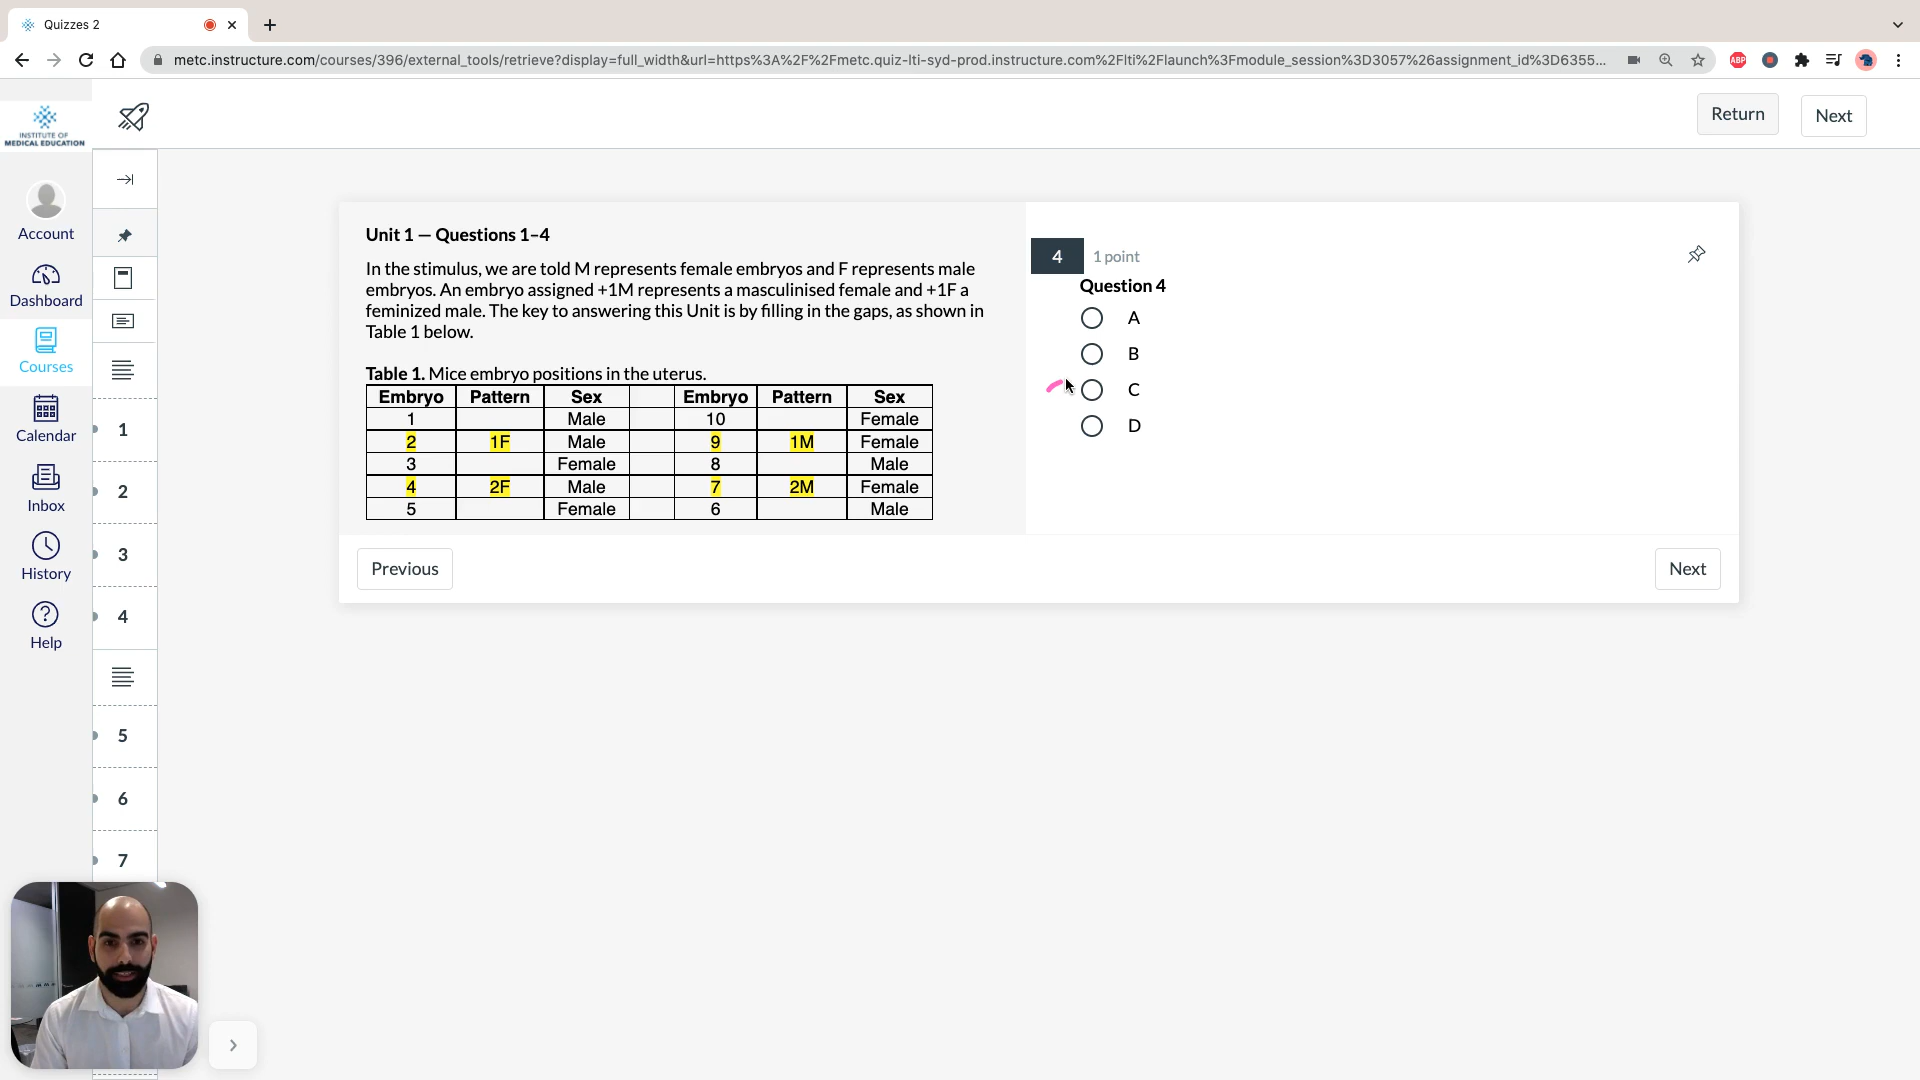 Quizzes 2
metc.instructure.com/courses/396/external_tools/retrieve?display=full_width&url=https%3A%2F%2Fmetc.quiz-lti-syd-prod.instructure.com%2Flti%2Flaunch%3Fmodule_session%3D3057%26assignment_id%3D6355...
ABP
INSTITUTE OF
MEDICAL EDUCATION
Return
Next
Account
Dashboard
Courses
Calendar
Inbox
History
Help
1
2
3
4
5
6
7
Unit 1 — Questions 1–4
In the stimulus, we are told M represents female embryos and F represents male
embryos. An embryo assigned +1M represents a masculinised female and +1F a
feminized male. The key to answering this Unit is by filling in the gaps, as shown in
Table 1 below.
Table 1. Mice embryo positions in the uterus.
Embryo Pattern Sex Embryo Pattern Sex
1 Male 10 Female
2 1F Male 9 1M Female
3 Female 8 Male
4 2F Male 7 2M Female
5 Female 6 Male
4 1 point
Question 4
A
B
C
D
Previous
Next